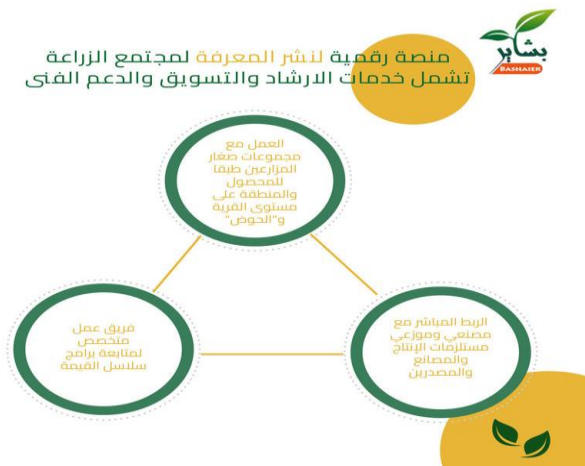 بشاير
BASHAIER
منصة رقمية لنشر المعرفة لمجتمع الزراعة
تشمل خدمات الارشاد والتسويق والدعم الفنى
العمل مع
مجموعات صغار
المزارعين طبقا
للمحصول
والمنطقة على
مستوى القرية
و"الحوض"
فريق عمل
متخصص
لمتابعة برامج
سلاسل القيمة
الربط المباشر مع
مصنعي وموزعي
مستلزمات الإنتاج
والمصانع
والمصدرين